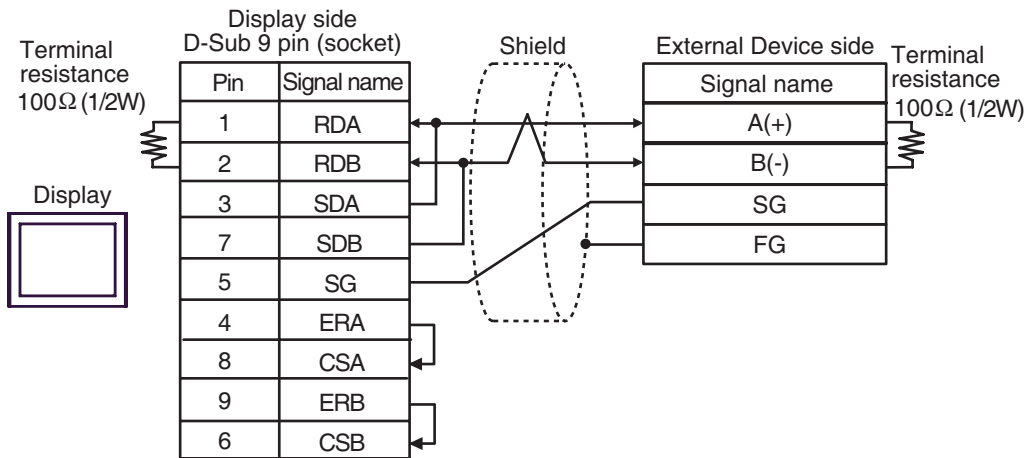 Display side
D-Sub 9 pin (socket)
Terminal
resistance
100Ω (1/2W)
Pin Signal name
1 RDA
2 RDB
3 SDA
7 SDB
5 SG
4 ERA
8 CSA
9 ERB
6 CSB
Display
Shield
External Device side
Signal name
A(+)
B(-)
SG
FG
Terminal
resistance
100Ω (1/2W)